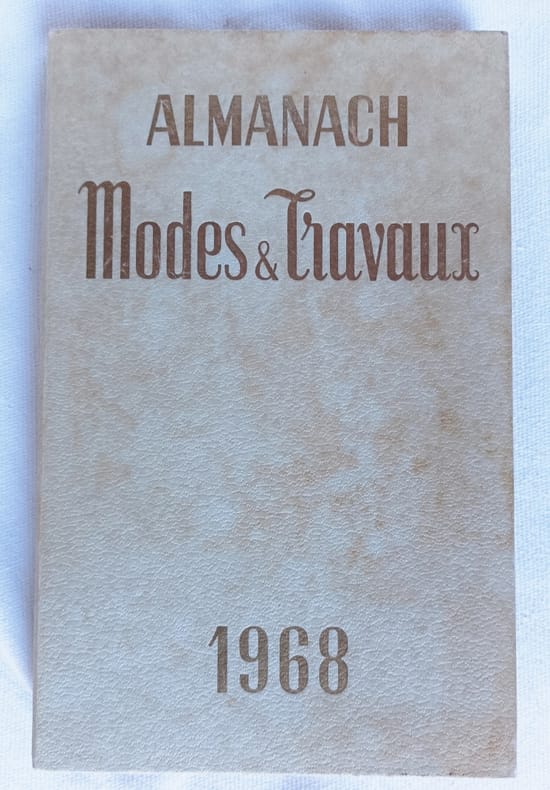 ALMANACH
Modes & Travaux
1968